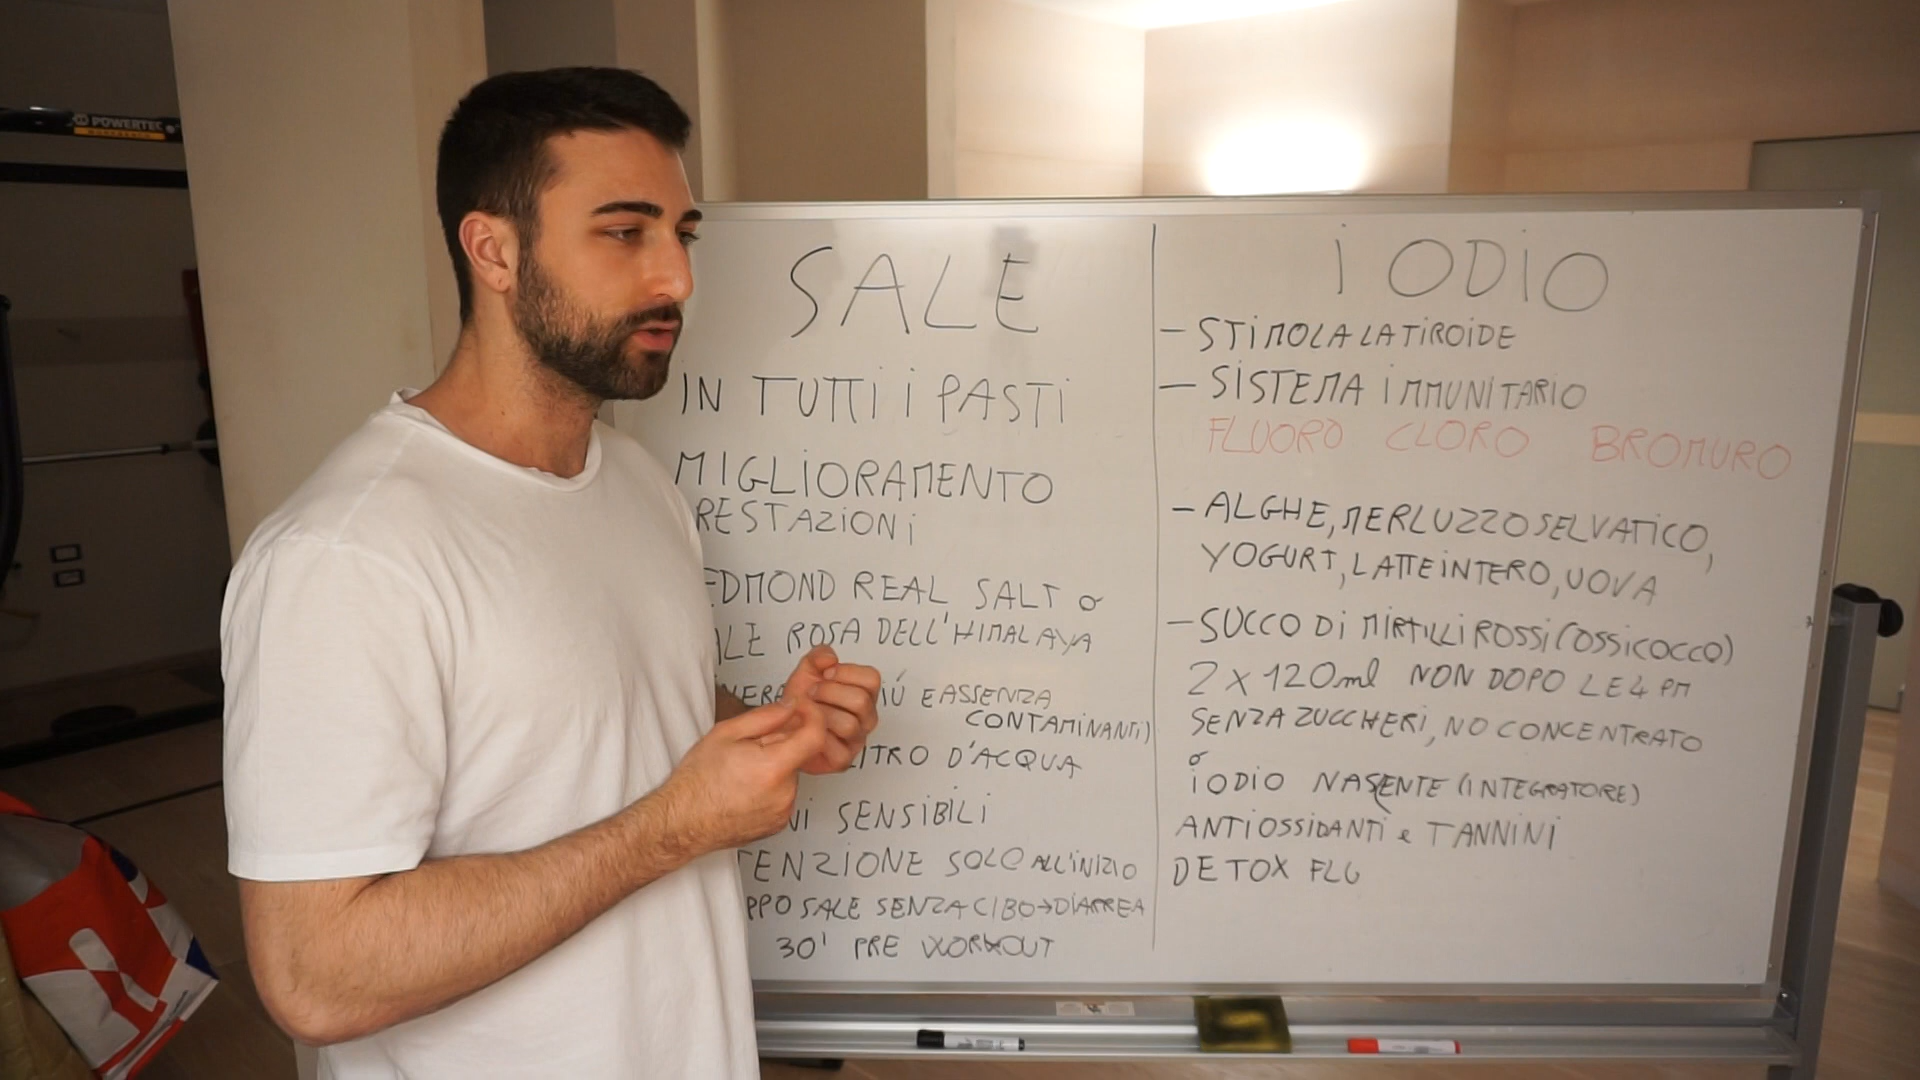 POWERTEC
SALE
IN TUTTI I PASTI
MIGLIORAMENTO
RESTAZIONI
EDMOND REAL SALT o
ALE ROSA DELL'HIMALAYA
NERA IÚ E ASSENZA
CONTAMINANTI)
LITRO D'ACQUA
NI SENSIBILI
TENZIONE SOLO ALL'INIZIO
PPO SALE SENZA CIBO→DIARREA
30' PRE WORKOUT
IODIO
- STIMOLA LA TIROIDE
- SISTEMA IMMUNITARIO
FLUORO CLORO BROMURO
- ALGHE, MERLUZZO SELVATICO,
YOGURT, LATTE INTERO, UOVA
- SUCCO DI MIRTILLI ROSSI (OSSICOCCO)
2 x 120ml NON DOPO LE 4 PM
SENZA ZUCCHERI, NO CONCENTRATO
o
IODIO NASCENTE (INTEGRATORE)
ANTIOSSIDANTI e TANNINI
DETOX FLU